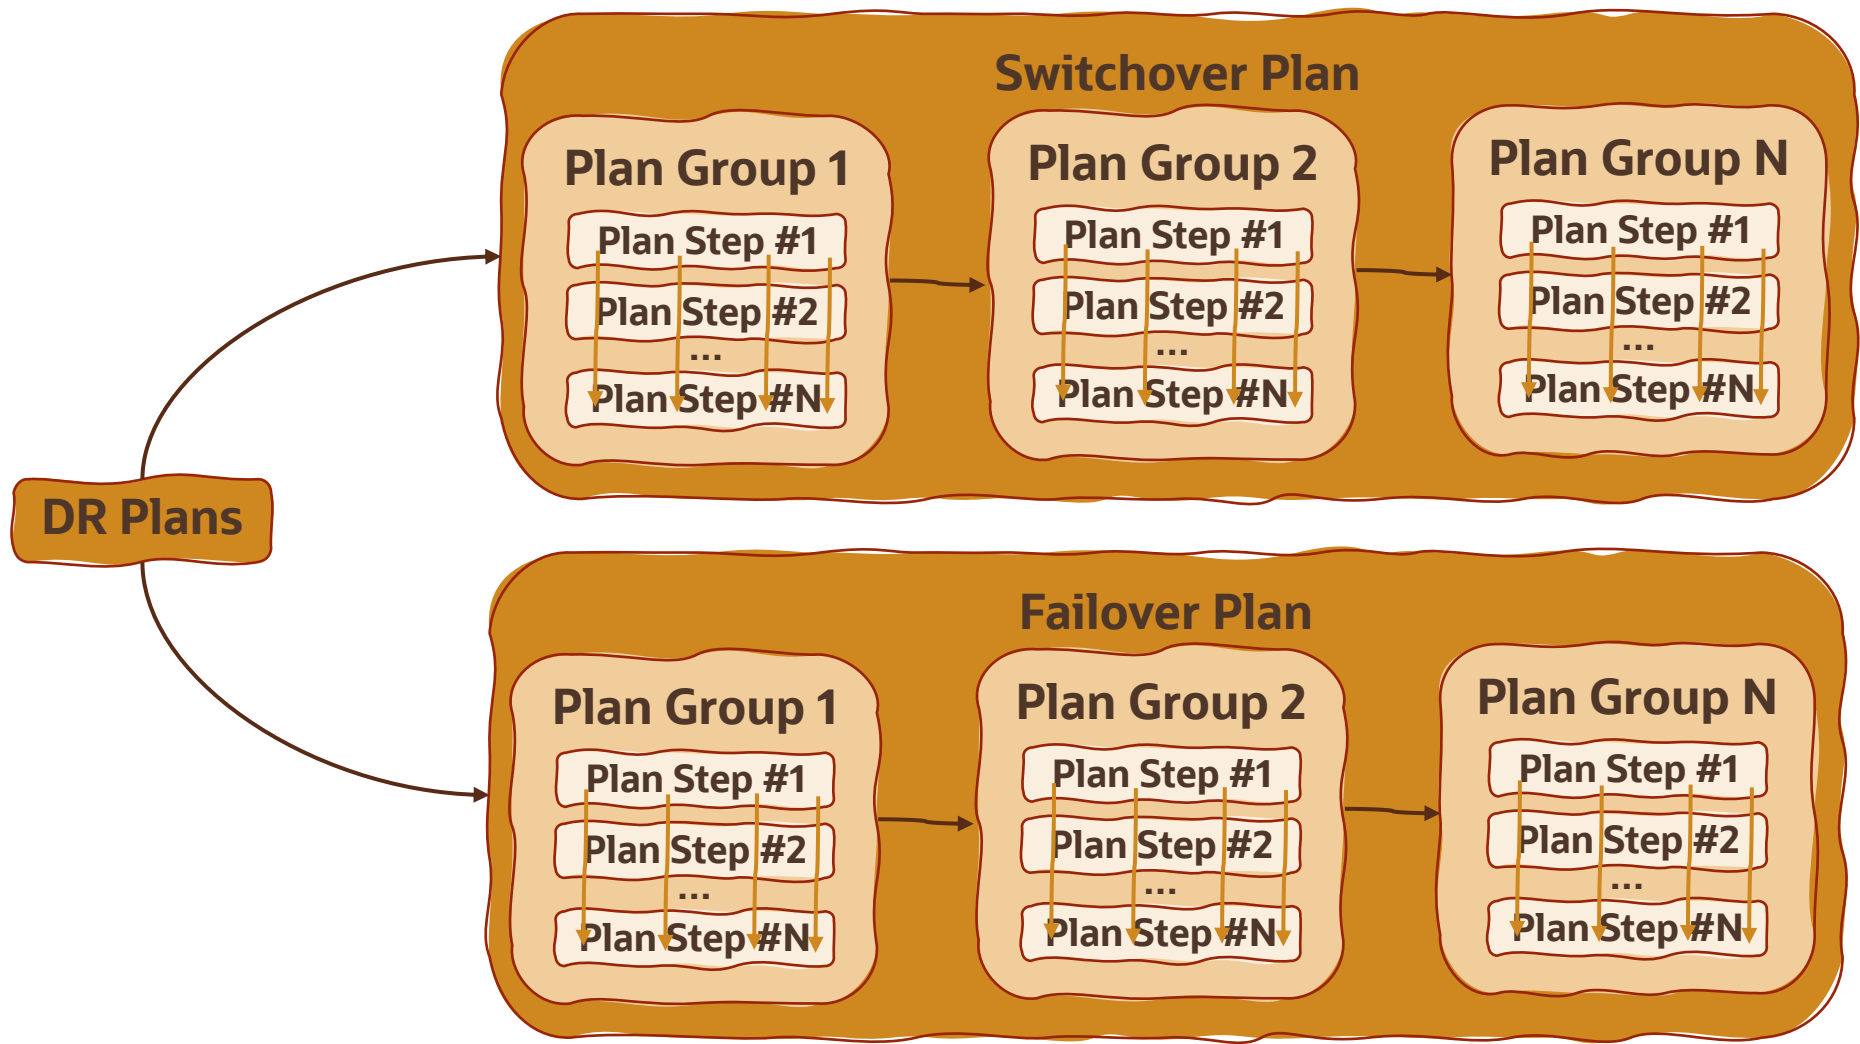 DR Plans
Switchover Plan
Plan Group 1
Plan Step #1
Plan Step #2
...
Plan Step #N
Plan Group 2
Plan Step #1
Plan Step #2
...
Plan Step #N
Plan Group N
Plan Step #1
Plan Step #2
...
Plan Step #N
Failover Plan
Plan Group 1
Plan Step #1
Plan Step #2
...
Plan Step #N
Plan Group 2
Plan Step #1
Plan Step #2
...
Plan Step #N
Plan Group N
Plan Step #1
Plan Step #2
...
Plan Step #N